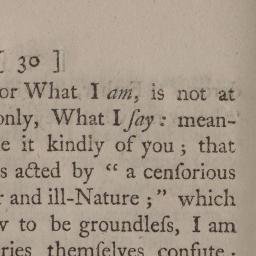 [ 30 ]
or What I am, is not at
only, What I ſay: mean-
e it kindly of you; that
s acted by “ a cenſorious
and ill-Nature;” which
to be groundleſs, I am
ries themſelves confute.